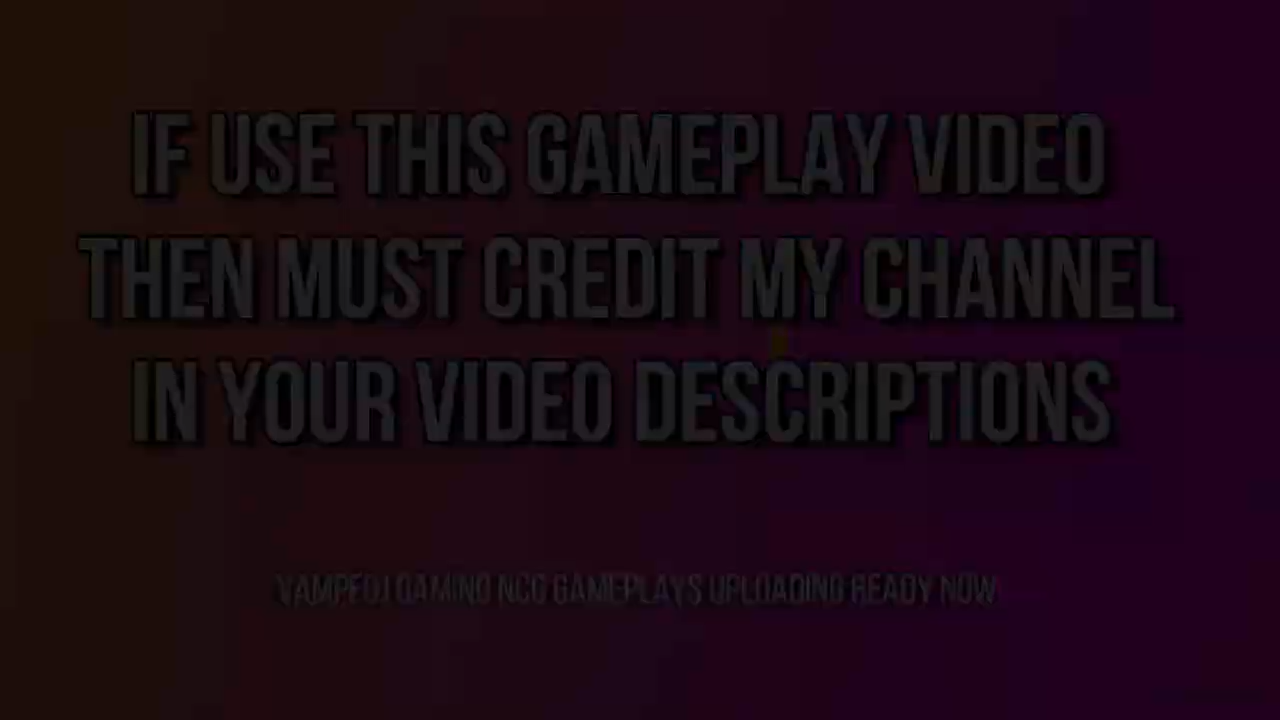 IF USE THIS GAMEPLAY VIDEO
THEN MUST CREDIT MY CHANNEL
IN YOUR VIDEO DESCRIPTIONS
GAMING GAMEPLAYS UPLOADING READY NOW